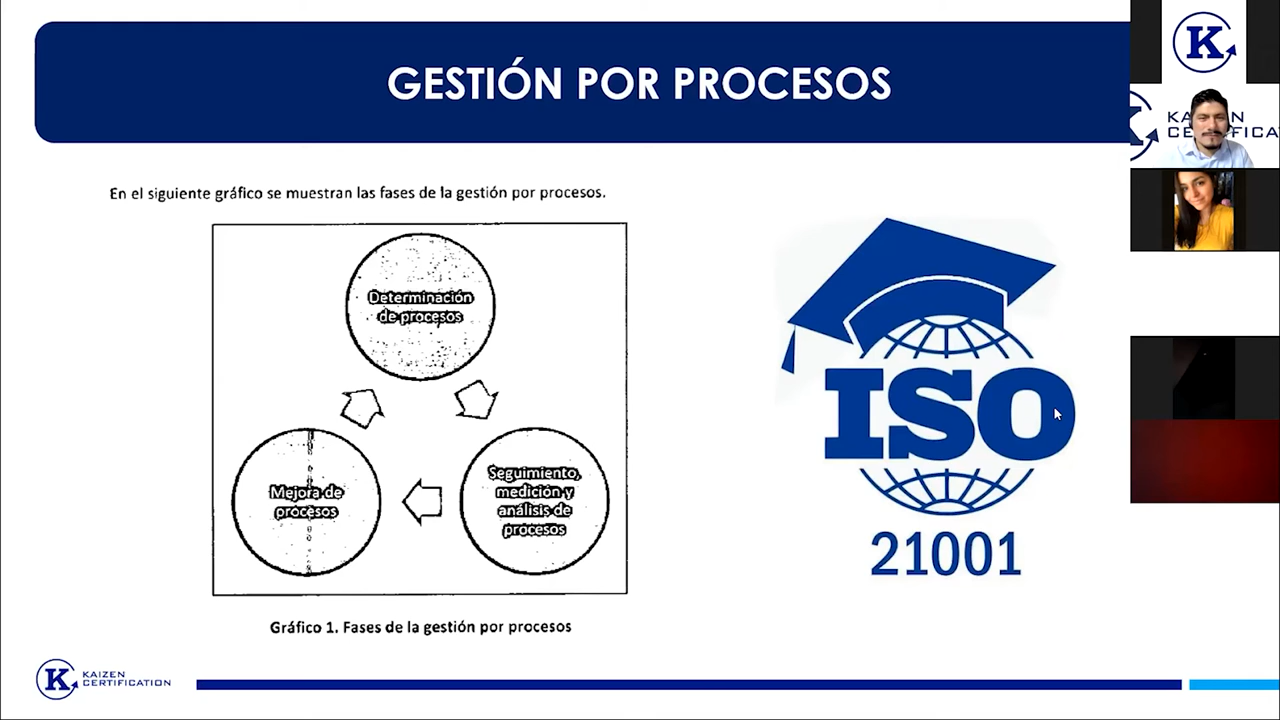 GESTIÓN POR PROCESOS
En el siguiente gráfico se muestran las fases de la gestión por procesos.
Determinación
de procesos
Seguimiento,
medición y
análisis de
procesos
Mejora de
procesos
Gráfico 1. Fases de la gestión por procesos
ISO
21001
K
KAIZEN
CERTIFICATION
K
KAIZEN
CERTIFICA